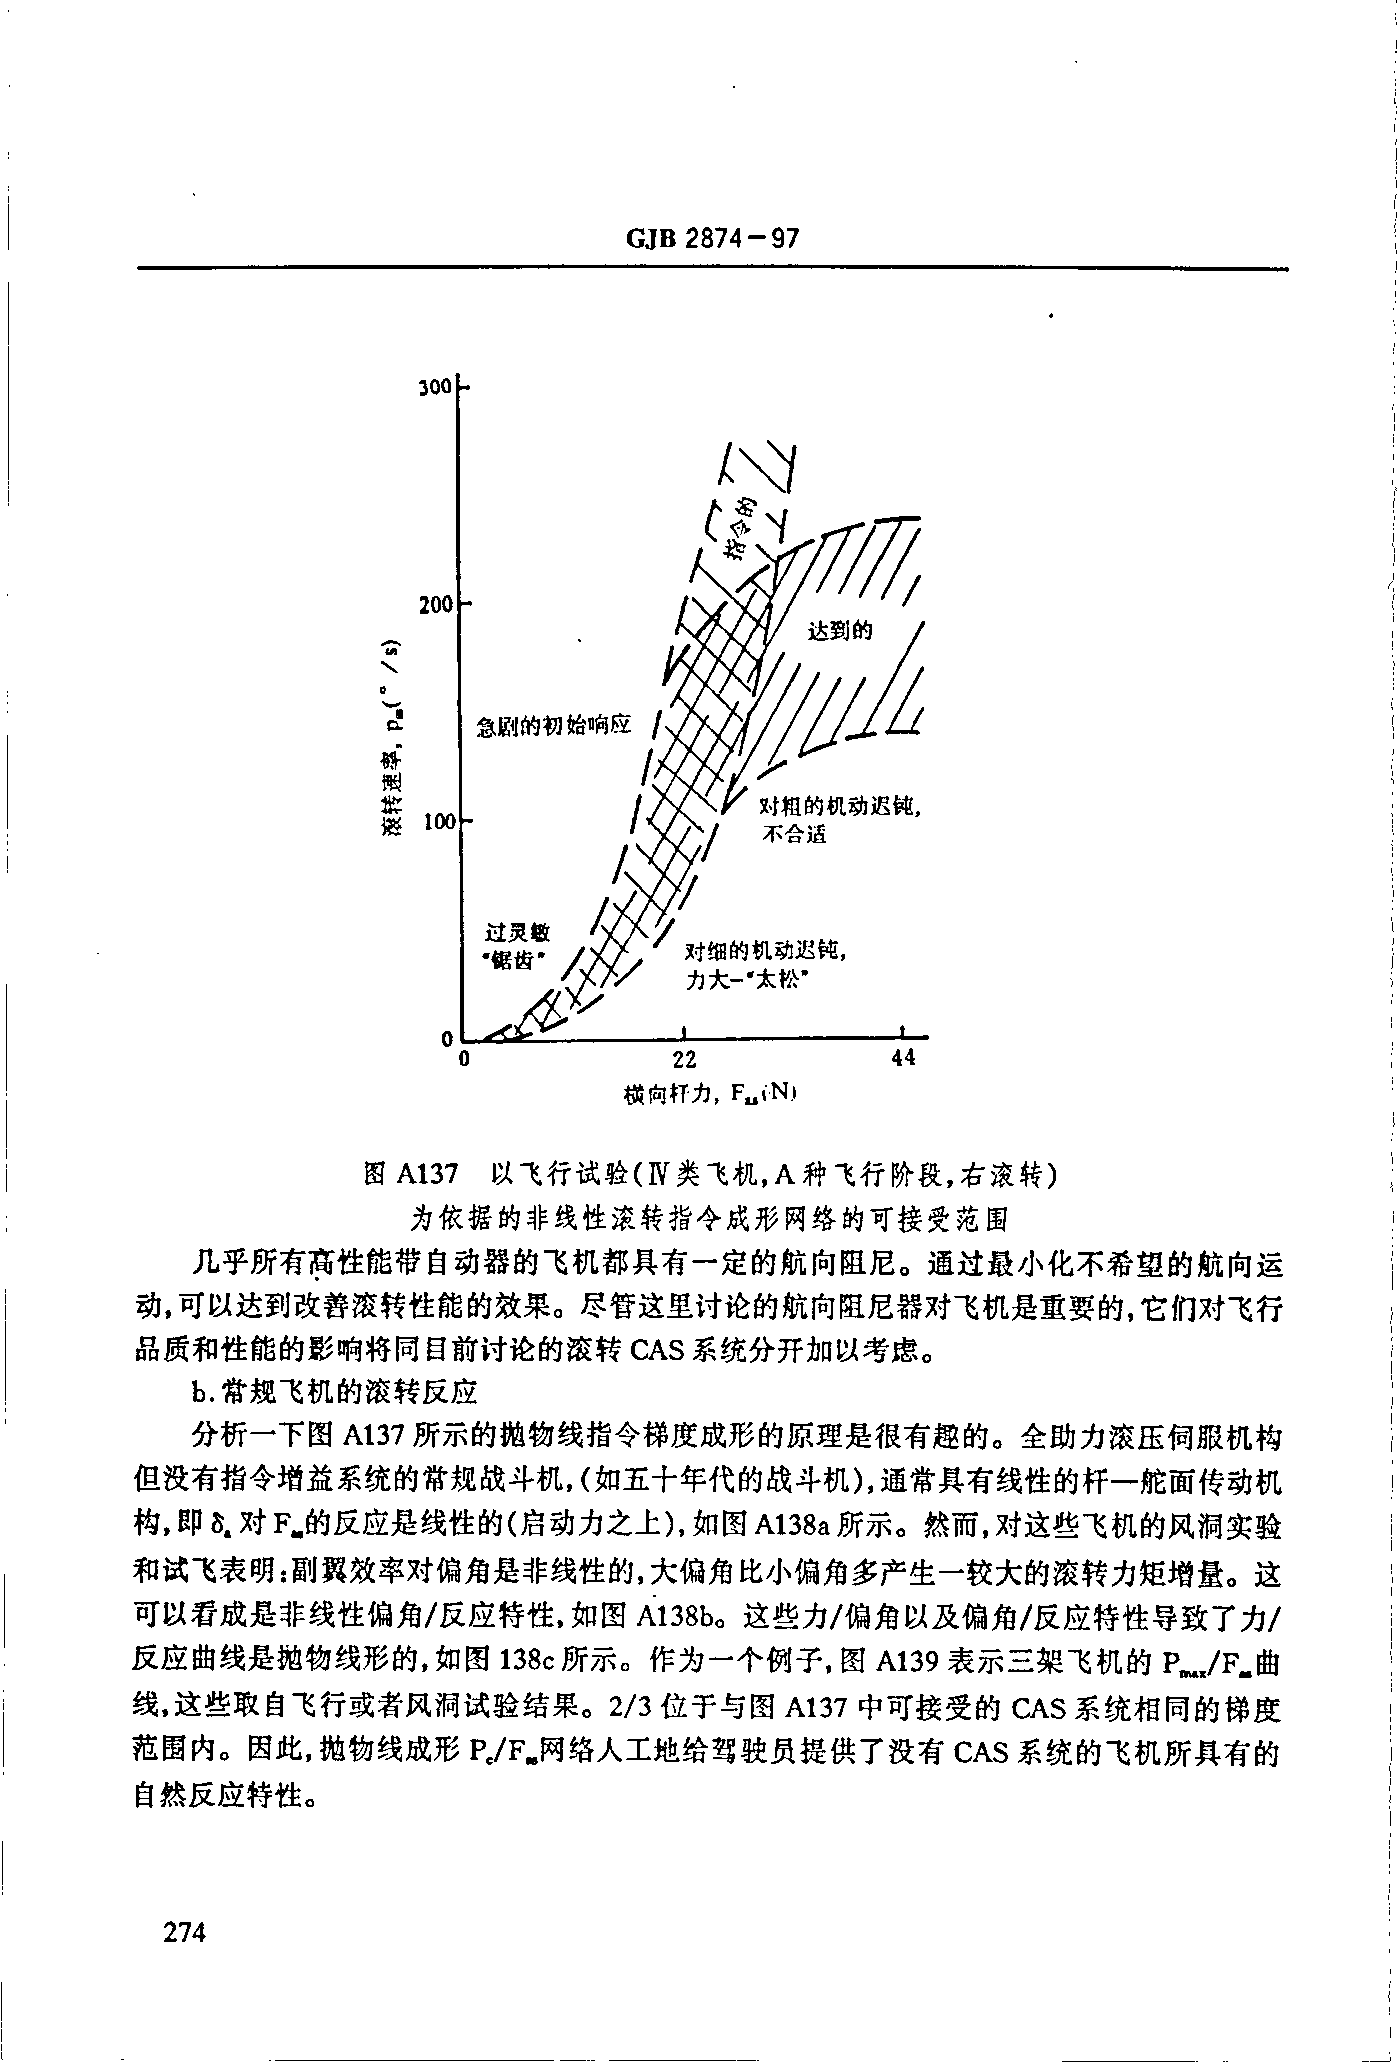 GJB 2874-97
300
指令的
200
达到的
滚转速率, p (°/s)
急剧的初始响应
对粗的机动迟钝,
不合适
100
过灵敏
"锯齿"
对细的机动迟钝,
力大-"太松"
0
0 22 44
横向杆力, F (N)
图 A137 以飞行试验(Ⅳ类飞机,A种飞行阶段,右滚转)
为依据的非线性滚转指令成形网络的可接受范围
几乎所有高性能带自动器的飞机都具有一定的航向阻尼。通过最小化不希望的航向运
动,可以达到改善滚转性能的效果。尽管这里讨论的航向阻尼器对飞机是重要的,它们对飞行
品质和性能的影响将同目前讨论的滚转 CAS 系统分开加以考虑。
b.常规飞机的滚转反应
分析一下图 A137 所示的抛物线指令梯度成形的原理是很有趣的。全助力滚压伺服机构
但没有指令增益系统的常规战斗机,(如五十年代的战斗机),通常具有线性的杆—舵面传动机
构,即 δa 对 F 的反应是线性的(启动力之上),如图 A138a 所示。然而,对这些飞机的风洞实验
和试飞表明:副翼效率对偏角是非线性的,大偏角比小偏角多产生一较大的滚转力矩增量。这
可以看成是非线性偏角/反应特性,如图 A138b。这些力/偏角以及偏角/反应特性导致了力/
反应曲线是抛物线形的,如图 138c 所示。作为一个例子,图 A139 表示三架飞机的 Pmax/F 曲
线,这些取自飞行或者风洞试验结果。2/3 位于与图 A137 中可接受的 CAS 系统相同的梯度
范围内。因此,抛物线成形 Pc/F 网络人工地给驾驶员提供了没有 CAS 系统的飞机所具有的
自然反应特性。
274